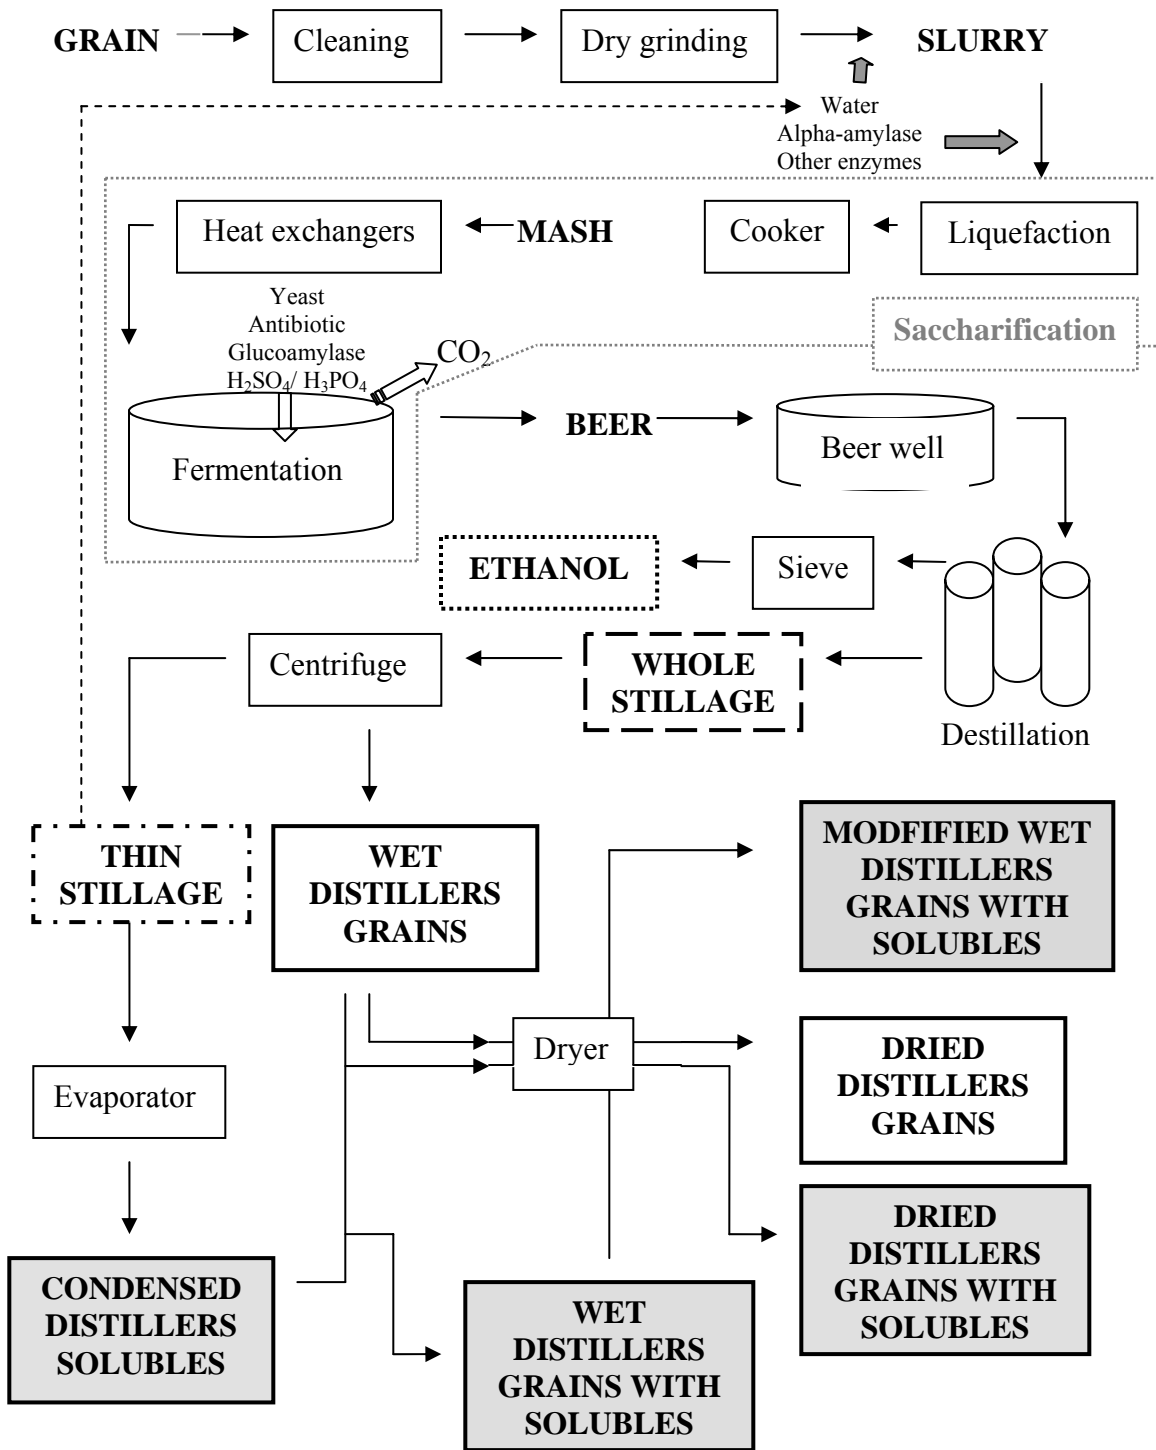 GRAIN
Cleaning
Dry grinding
SLURRY
Water
Alpha-amylase
Other enzymes
Heat exchangers
MASH
Cooker
Liquefaction
Saccharification
Yeast
Antibiotic
Glucoamylase
H₂SO₄/ H₃PO₄
CO₂
Fermentation
BEER
Beer well
ETHANOL
Sieve
Centrifuge
WHOLE
STILLAGE
Destillation
THIN
STILLAGE
WET
DISTILLERS
GRAINS
MODFIFIED WET
DISTILLERS
GRAINS WITH
SOLUBLES
Dryer
DRIED
DISTILLERS
GRAINS
Evaporator
DRIED
DISTILLERS
GRAINS WITH
SOLUBLES
CONDENSED
DISTILLERS
SOLUBLES
WET
DISTILLERS
GRAINS WITH
SOLUBLES